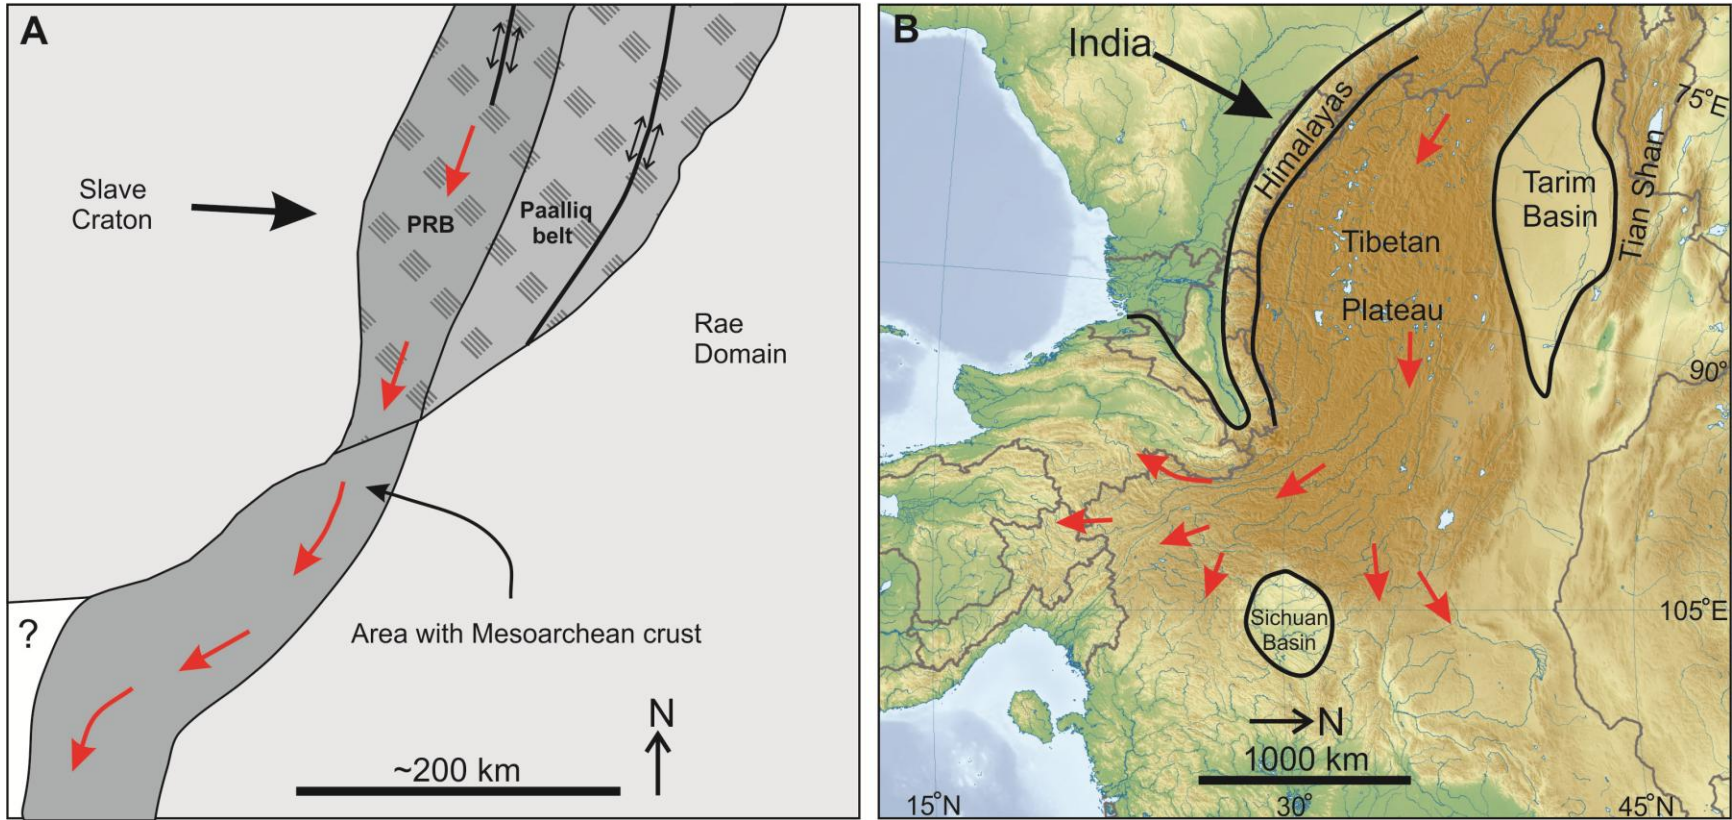 A
Slave
Craton
PRB
Paalliq
belt
Rae
Domain
?
Area with Mesoarchean crust
N
~200 km
B
India
Himalayas
75°E
Tian Shan
Tarim
Basin
Tibetan
Plateau
90°
105°E
Sichuan
Basin
N
1000 km
15°N
30°
45°N